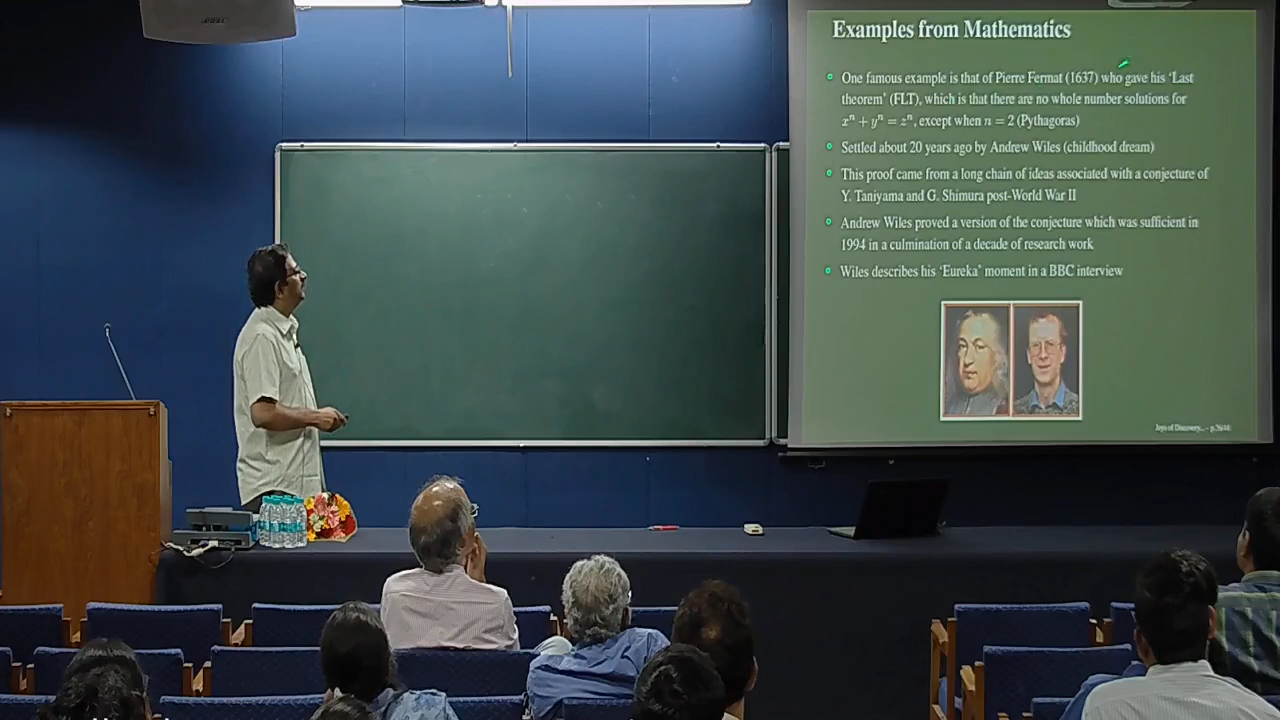 BOSE
Examples from Mathematics
One famous example is that of Pierre Fermat (1637) who gave his ‘Last
theorem’ (FLT), which is that there are no whole number solutions for
xⁿ + yⁿ = zⁿ, except when n = 2 (Pythagoras)
Settled about 20 years ago by Andrew Wiles (childhood dream)
This proof came from a long chain of ideas associated with a conjecture of
Y. Taniyama and G. Shimura post-World War II
Andrew Wiles proved a version of the conjecture which was sufficient in
1994 in a culmination of a decade of research work
Wiles describes his ‘Eureka’ moment in a BBC interview
Joys of Discovery... – p.